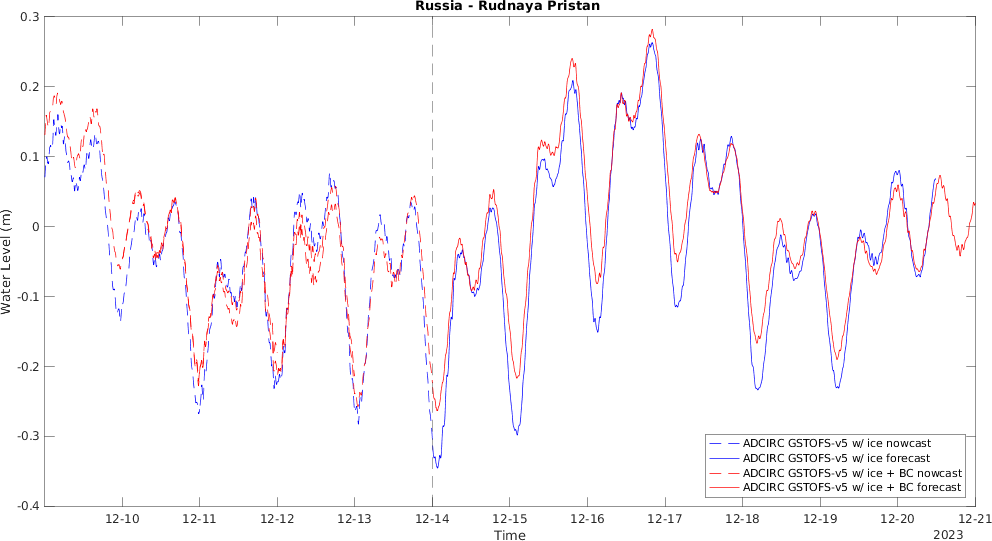 Russia - Rudnaya Pristan
0.3
0.2
0.1
0
-0.1
-0.2
-0.3
-0.4
Water Level (m)
ADCIRC GSTOFS-v5 w/ ice nowcast
ADCIRC GSTOFS-v5 w/ ice forecast
ADCIRC GSTOFS-v5 w/ ice + BC nowcast
ADCIRC GSTOFS-v5 w/ ice + BC forecast
12-10 12-11 12-12 12-13 12-14 12-15 12-16 12-17 12-18 12-19 12-20 12-21
Time
2023